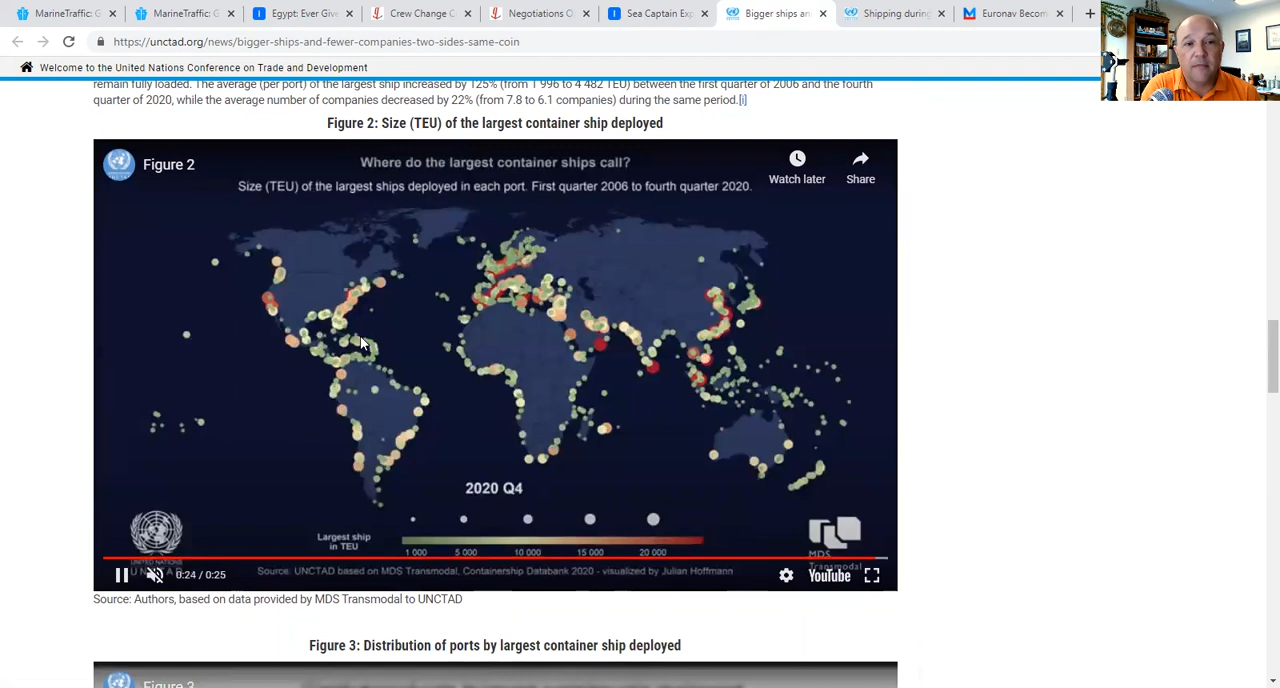 MarineTraffic: G
MarineTraffic: G
Egypt: Ever Give
Crew Change C
Negotiations O
Sea Captain Exp
Bigger ships an
Shipping during
Euronav Becom
https://unctad.org/news/bigger-ships-and-fewer-companies-two-sides-same-coin
Welcome to the United Nations Conference on Trade and Development
remain fully loaded. The average (per port) of the largest ship increased by 125% (from 1 996 to 4 482 TEU) between the first quarter of 2006 and the fourth
quarter of 2020, while the average number of companies decreased by 22% (from 7.8 to 6.1 companies) during the same period.[i]
Figure 2: Size (TEU) of the largest container ship deployed
Figure 2
Where do the largest container ships call?
Size (TEU) of the largest ships deployed in each port. First quarter 2006 to fourth quarter 2020.
Watch later
Share
2020 Q4
Largest ship
in TEU
1 000
5 000
10 000
15 000
20 000
UNITED NATIONS
MDS
Transmodal
0:24 / 0:25
Source: UNCTAD based on MDS Transmodal, Containership Databank 2020 - visualized by Julian Hoffmann
YouTube
Source: Authors, based on data provided by MDS Transmodal to UNCTAD
Figure 3: Distribution of ports by largest container ship deployed
Figure 3